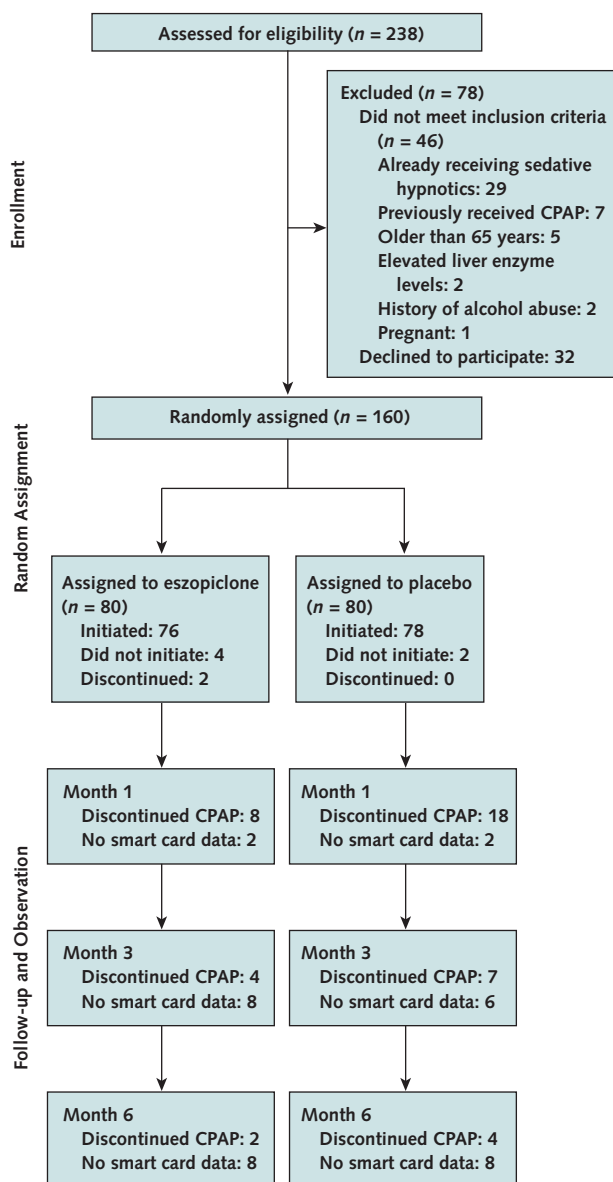 Assessed for eligibility (n = 238)
Enrollment
Excluded (n = 78)
Did not meet inclusion criteria
(n = 46)
Already receiving sedative
hypnotics: 29
Previously received CPAP: 7
Older than 65 years: 5
Elevated liver enzyme
levels: 2
History of alcohol abuse: 2
Pregnant: 1
Declined to participate: 32
Randomly assigned (n = 160)
Random Assignment
Assigned to eszopiclone
(n = 80)
Initiated: 76
Did not initiate: 4
Discontinued: 2
Assigned to placebo
(n = 80)
Initiated: 78
Did not initiate: 2
Discontinued: 0
Follow-up and Observation
Month 1
Discontinued CPAP: 8
No smart card data: 2
Month 1
Discontinued CPAP: 18
No smart card data: 2
Month 3
Discontinued CPAP: 4
No smart card data: 8
Month 3
Discontinued CPAP: 7
No smart card data: 6
Month 6
Discontinued CPAP: 2
No smart card data: 8
Month 6
Discontinued CPAP: 4
No smart card data: 8